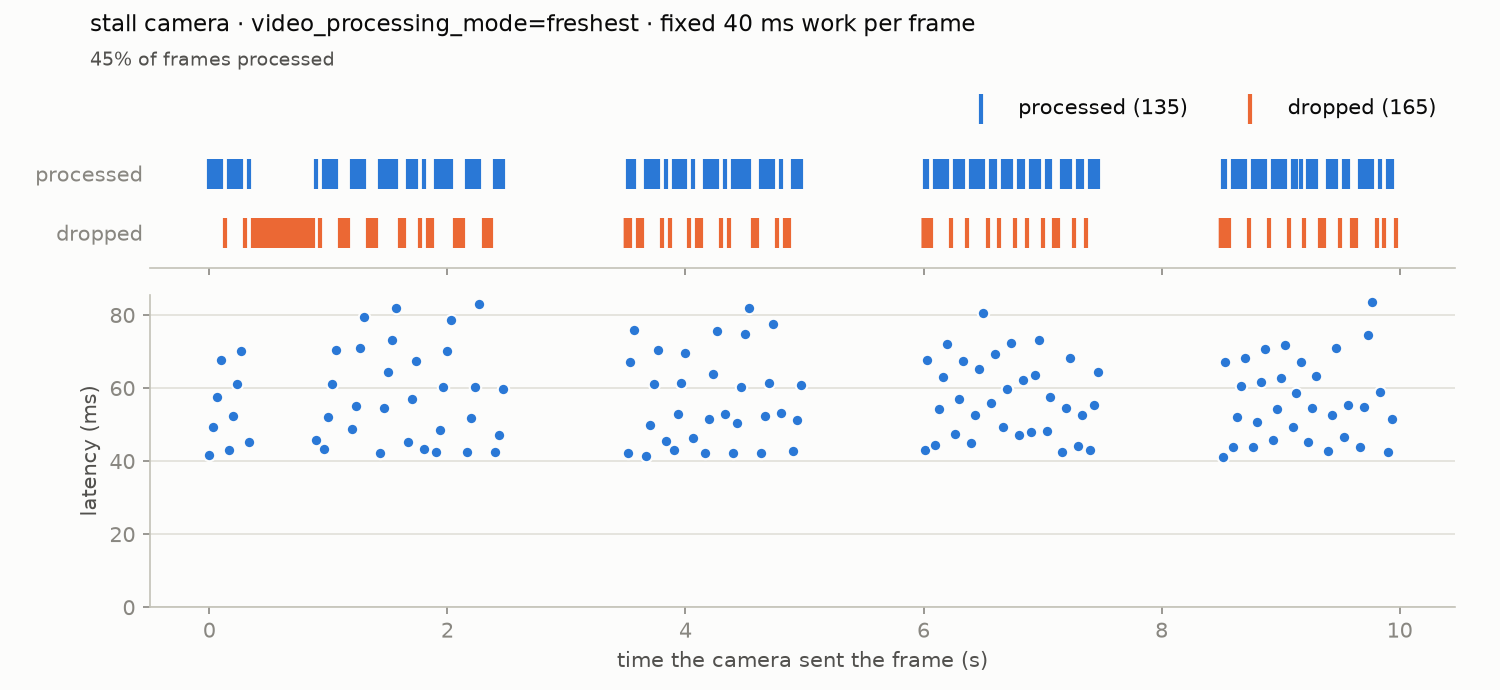 stall camera · video_processing_mode=freshest · fixed 40 ms work per frame
45% of frames processed
processed (135)
dropped (165)
processed
dropped
80
60
40
20
0
latency (ms)
0 2 4 6 8 10
time the camera sent the frame (s)